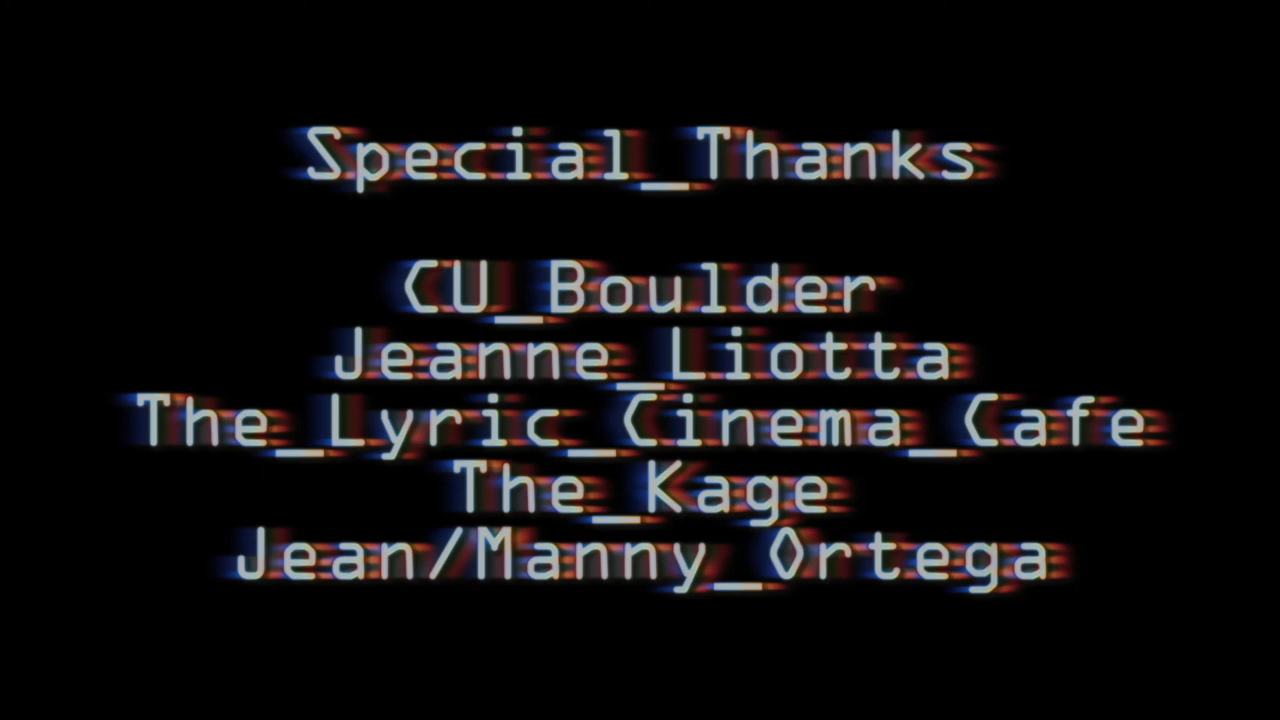 Special_Thanks
CU_Boulder
Jeanne_Liotta
The_Lyric_Cinema_Cafe
The_Kage
Jean/Manny_Ortega